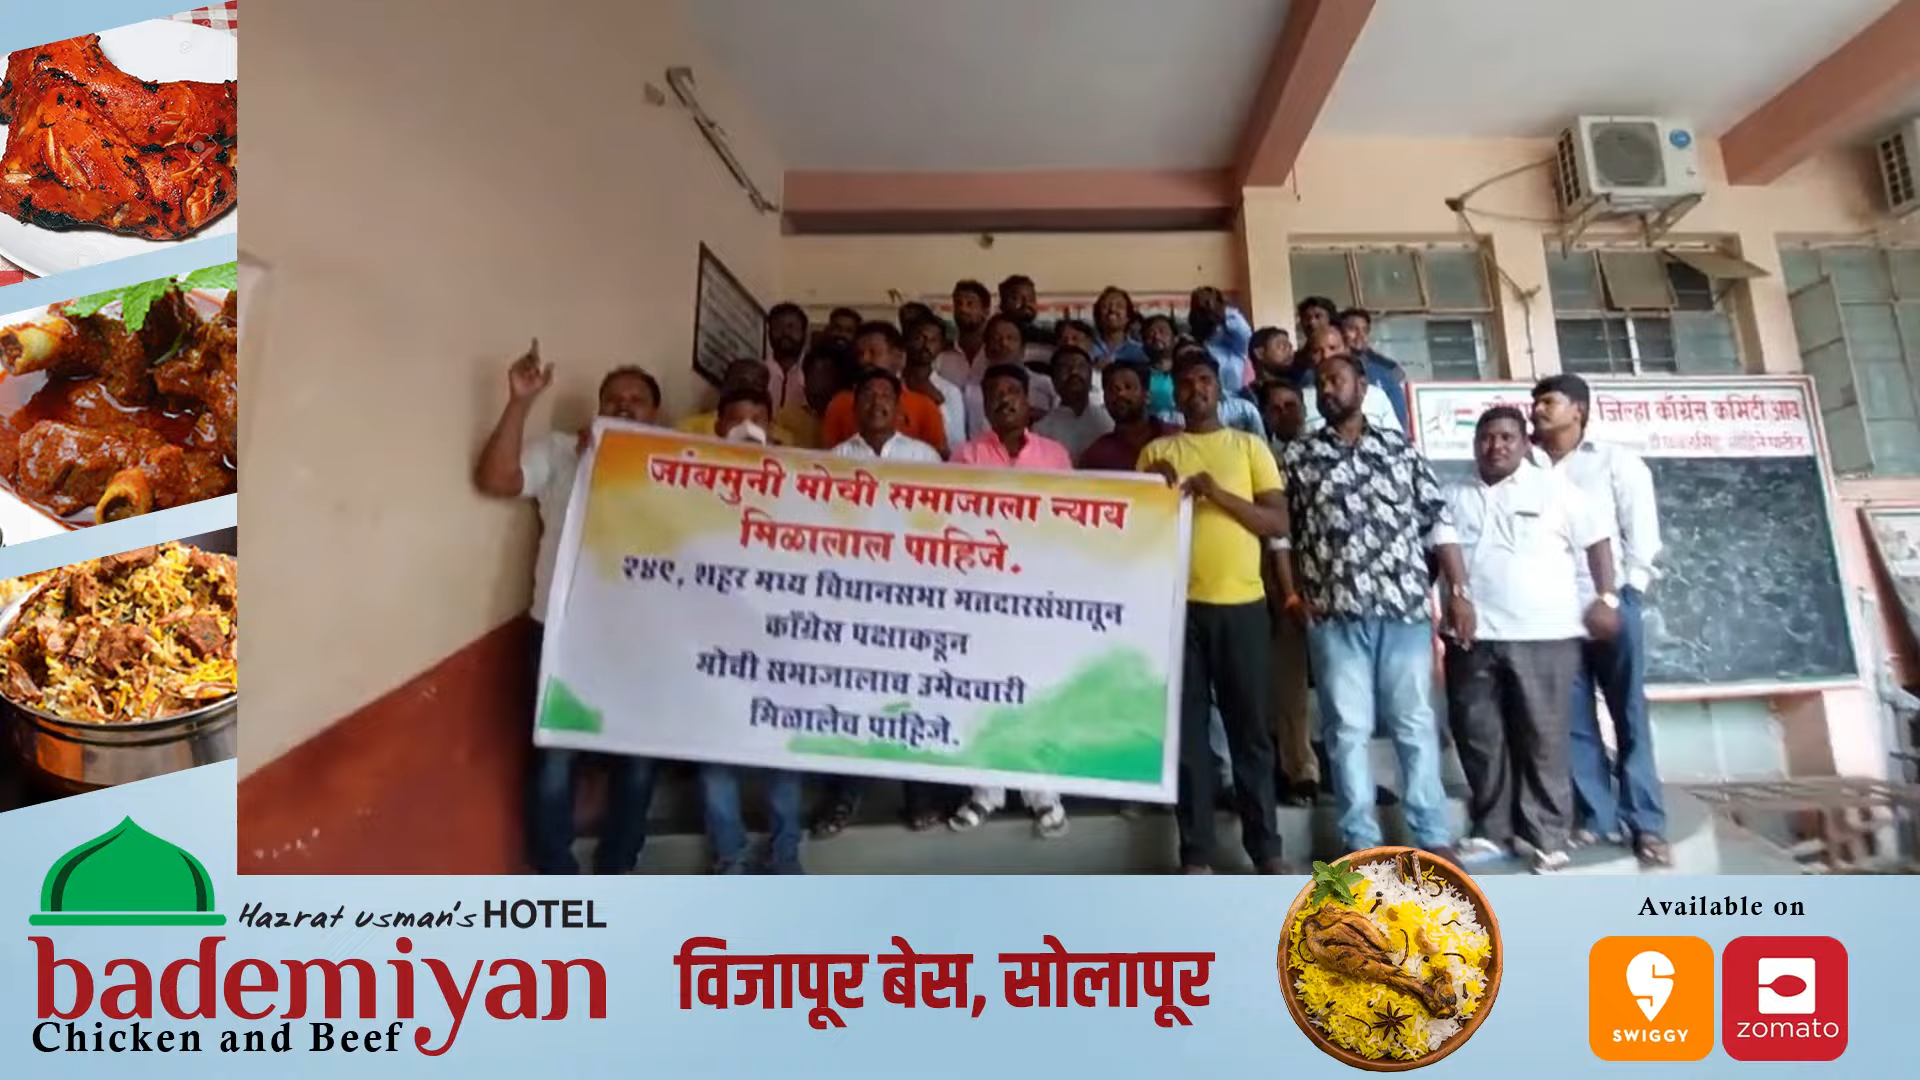 जांबमुनी मोची समाजाला न्याय
मिळालाल पाहिजे.
२४९, शहर मध्य विधानसभा मतदारसंघातून
काँग्रेस पक्षाकडून
मोची समाजालाच उमेदवारी
मिळालेच पाहिजे.
जिल्हा काँग्रेस कमिटी
Hazrat Usman's HOTEL
bademiyan
Chicken and Beef
विजापूर बेस, सोलापूर
Available on
SWIGGY
zomato